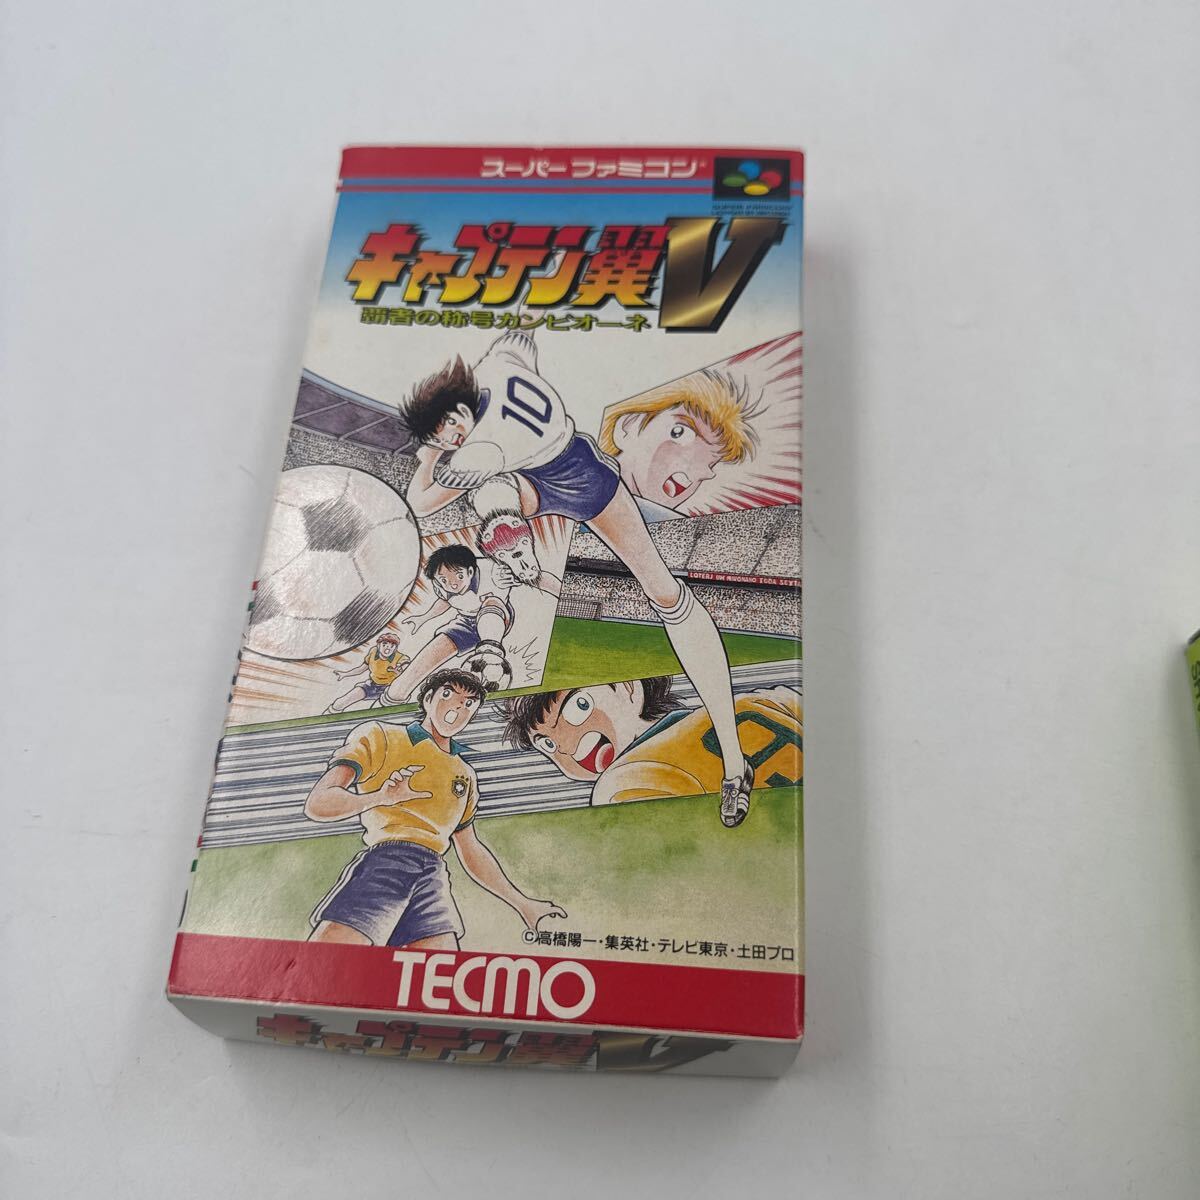 スーパーファミコン
SUPER FAMICOM
キャプテン翼V
覇者の称号カンピオーネ
10
©高橋陽一・集英社・テレビ東京・土田プロ
TECMO
キャプテン翼V